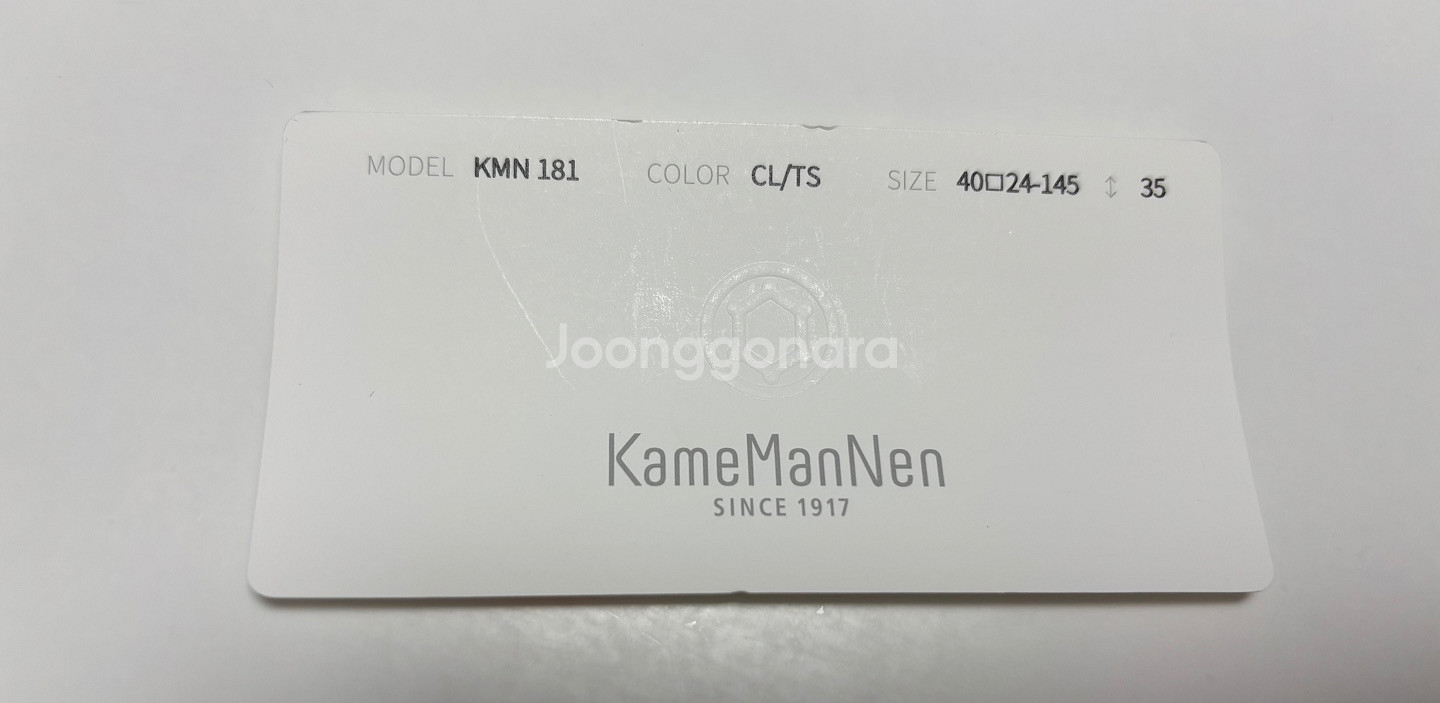 MODEL KMN 181 COLOR CL/TS SIZE 40□24-145 ↕ 35
Joonggonara
KameManNen
SINCE 1917